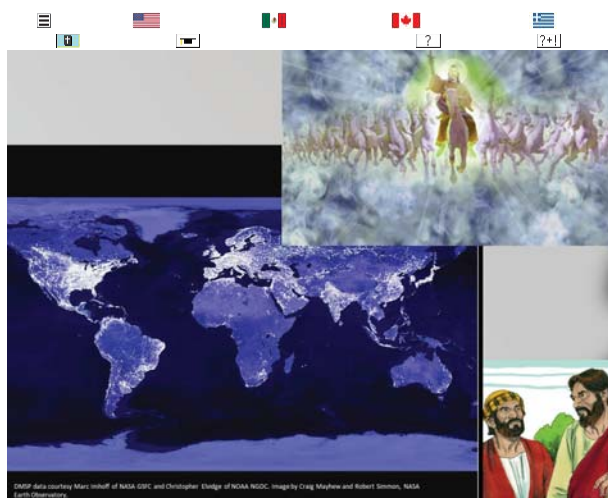 ?
?+!
DMSP data courtesy Marc Imhoff of NASA GSFC and Christopher Elvidge of NOAA NGDC. Image by Craig Mayhew and Robert Simmon, NASA
Earth Observatory.